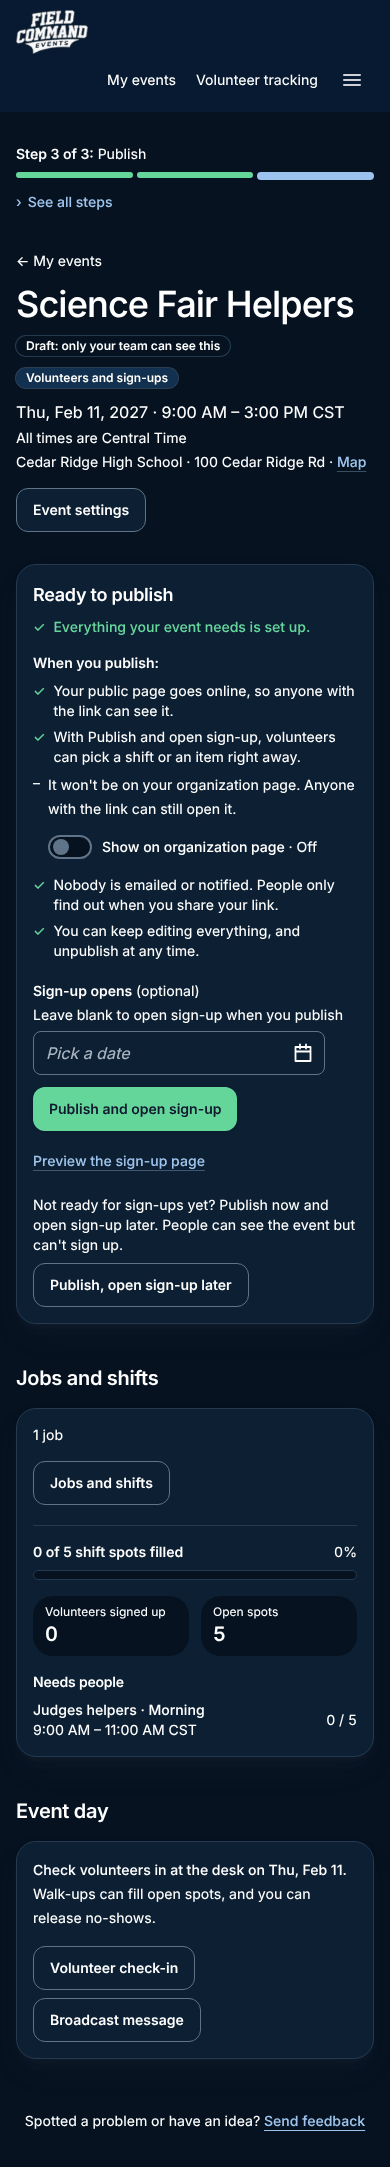 FIELD
COMMAND
EVENTS
My events
Volunteer tracking
Step 3 of 3: Publish
› See all steps
← My events
Science Fair Helpers
Draft: only your team can see this
Volunteers and sign-ups
Thu, Feb 11, 2027 · 9:00 AM – 3:00 PM CST
All times are Central Time
Cedar Ridge High School · 100 Cedar Ridge Rd · Map
Event settings
Ready to publish
✓ Everything your event needs is set up.
When you publish:
✓ Your public page goes online, so anyone with
the link can see it.
✓ With Publish and open sign-up, volunteers
can pick a shift or an item right away.
– It won't be on your organization page. Anyone
with the link can still open it.
Show on organization page · Off
✓ Nobody is emailed or notified. People only
find out when you share your link.
✓ You can keep editing everything, and
unpublish at any time.
Sign-up opens (optional)
Leave blank to open sign-up when you publish
Pick a date
Publish and open sign-up
Preview the sign-up page
Not ready for sign-ups yet? Publish now and
open sign-up later. People can see the event but
can't sign up.
Publish, open sign-up later
Jobs and shifts
1 job
Jobs and shifts
0 of 5 shift spots filled 0%
Volunteers signed up
0
Open spots
5
Needs people
Judges helpers · Morning
9:00 AM – 11:00 AM CST
0 / 5
Event day
Check volunteers in at the desk on Thu, Feb 11.
Walk-ups can fill open spots, and you can
release no-shows.
Volunteer check-in
Broadcast message
Spotted a problem or have an idea? Send feedback